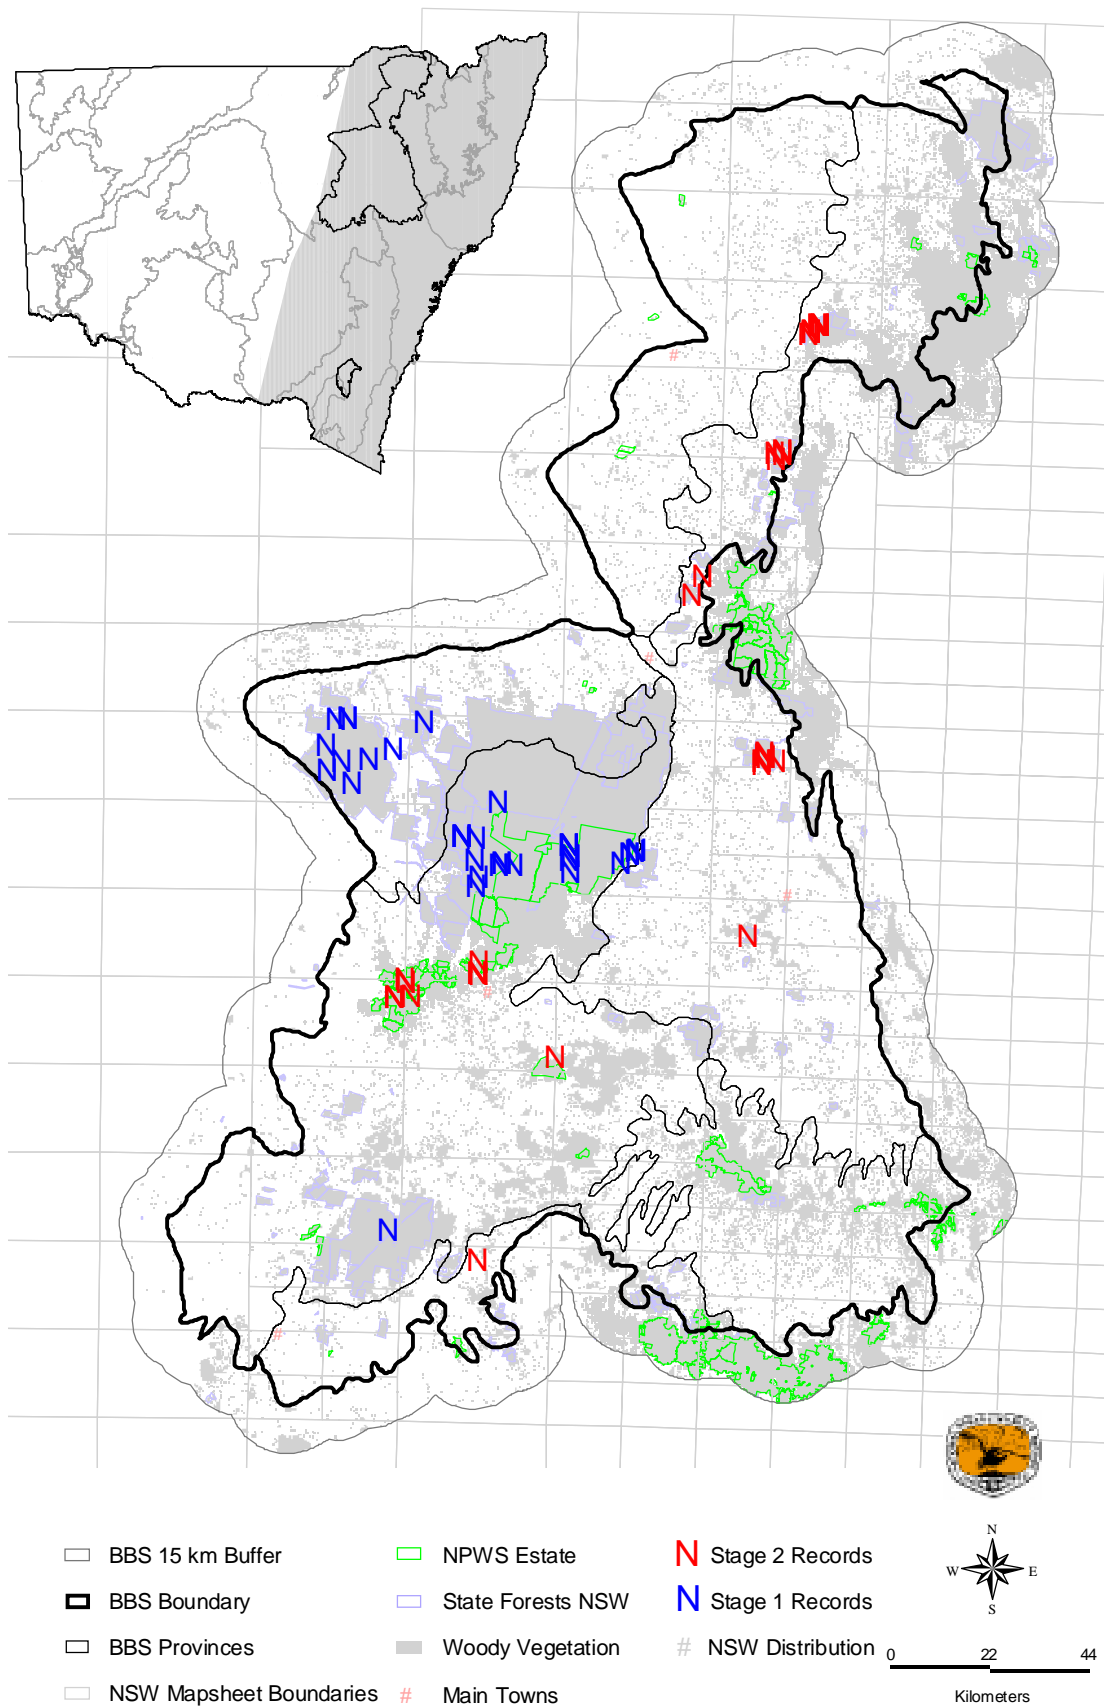 N
W E
S
BBS 15 km Buffer
NPWS Estate
N Stage 2 Records
BBS Boundary
State Forests NSW
N Stage 1 Records
BBS Provinces
Woody Vegetation
# NSW Distribution
NSW Mapsheet Boundaries
# Main Towns
0 22 44
Kilometers